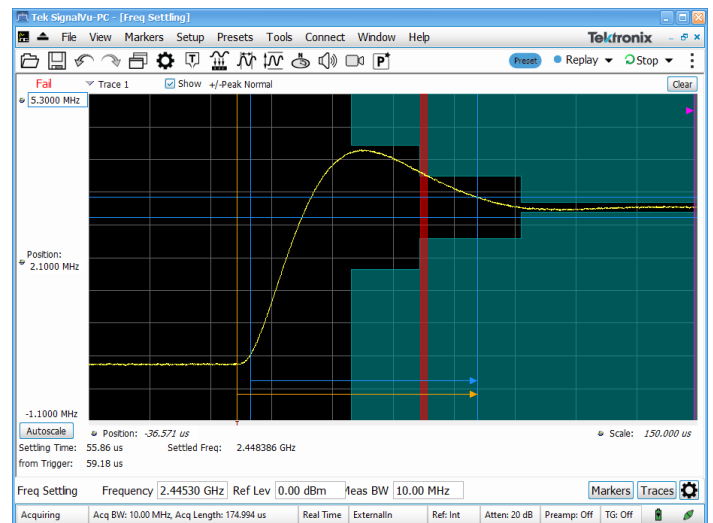 Tek SignalVu-PC - [Freq Settling]
File View Markers Setup Presets Tools Connect Window Help Tektronix
Preset Replay Stop
Fail Trace 1 Show +/-Peak Normal Clear
5.3000 MHz
Position:
2.1000 MHz
-1.1000 MHz
T
Autoscale Position: -36.571 us Scale: 150.000 us
Settling Time: 55.86 us Settled Freq: 2.448386 GHz
from Trigger: 59.18 us
Freq Settling Frequency 2.44530 GHz Ref Lev 0.00 dBm Meas BW 10.00 MHz Markers Traces
Acquiring Acq BW: 10.00 MHz, Acq Length: 174.994 us Real Time ExternalIn Ref: Int Atten: 20 dB Preamp: Off TG: Off